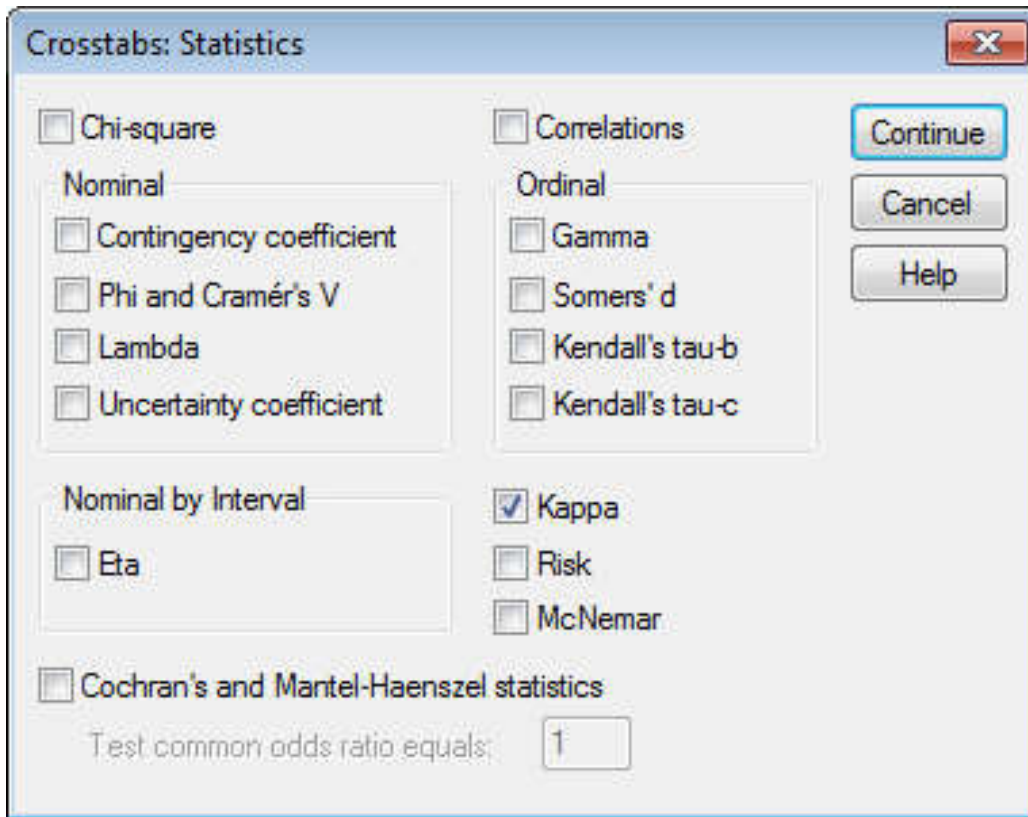 Crosstabs: Statistics
Chi-square
Correlations
Continue
Nominal
Ordinal
Cancel
Contingency coefficient
Gamma
Help
Phi and Cramér's V
Somers' d
Lambda
Kendall's tau-b
Uncertainty coefficient
Kendall's tau-c
Nominal by Interval
Kappa
Eta
Risk
McNemar
Cochran's and Mantel-Haenszel statistics
Test common odds ratio equals: 1